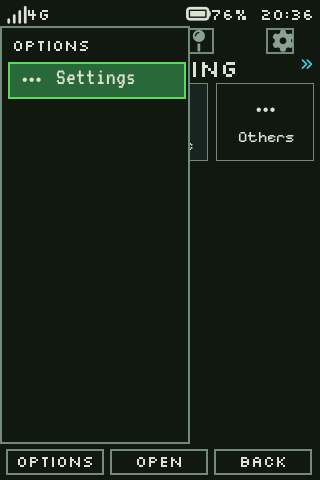 4G 76% 20:36
OPTIONS
••• Settings
ING
»
•••
Others
OPTIONS OPEN BACK